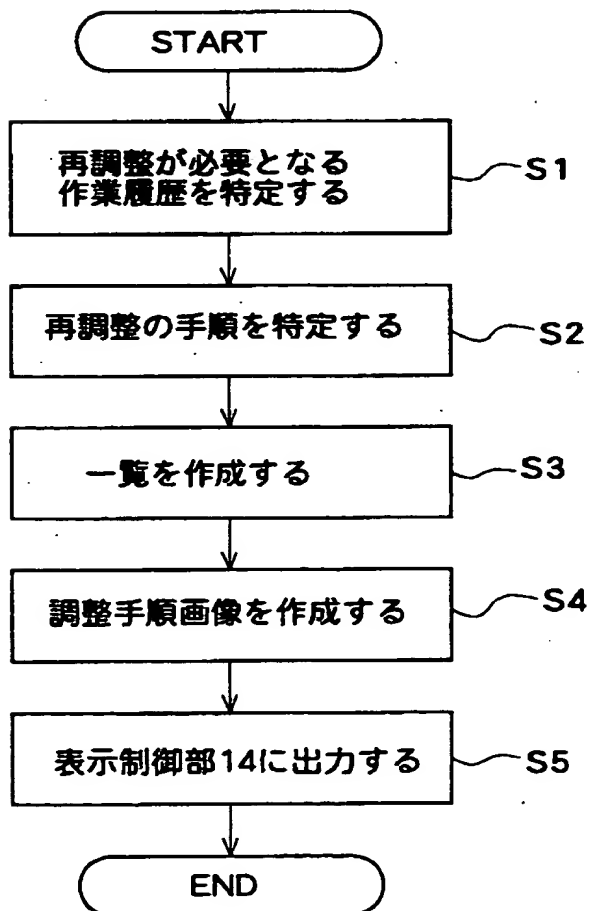 START
再調整が必要となる
作業履歴を特定する
S1
再調整の手順を特定する
S2
一覧を作成する
S3
調整手順画像を作成する
S4
表示制御部14に出力する
S5
END